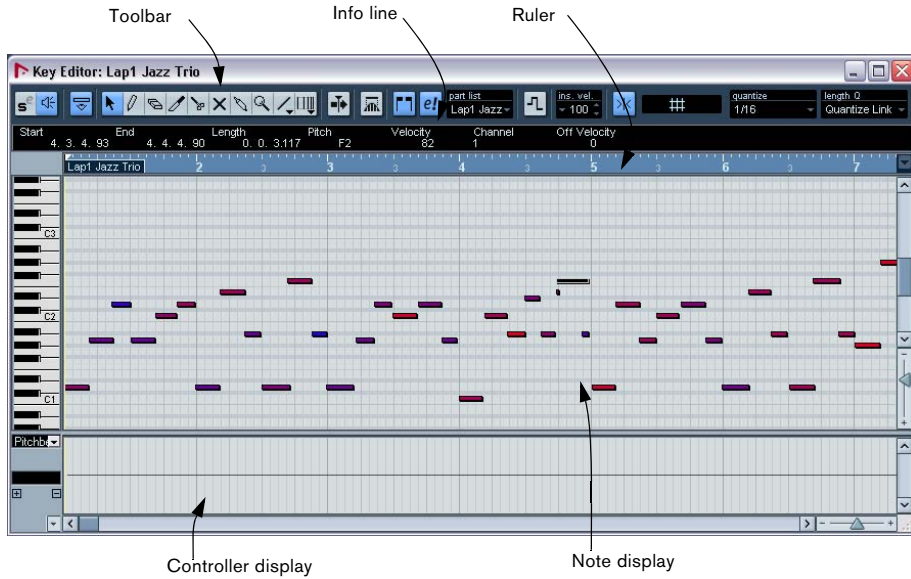 Toolbar
Info line
Ruler
Key Editor: Lap1 Jazz Trio
part list
ins. vel.
quantize
length Q
Lap1 Jazz
100
1/16
Quantize Link
Start End Length Pitch Velocity Channel Off Velocity
4. 3. 4. 93 4. 4. 4. 90 0. 0. 3.117 F2 82 1 0
Lap1 Jazz Trio 2 3 3 3 4 3 5 3 6 3 7
C3
C2
C1
Pitchbe
Controller display
Note display